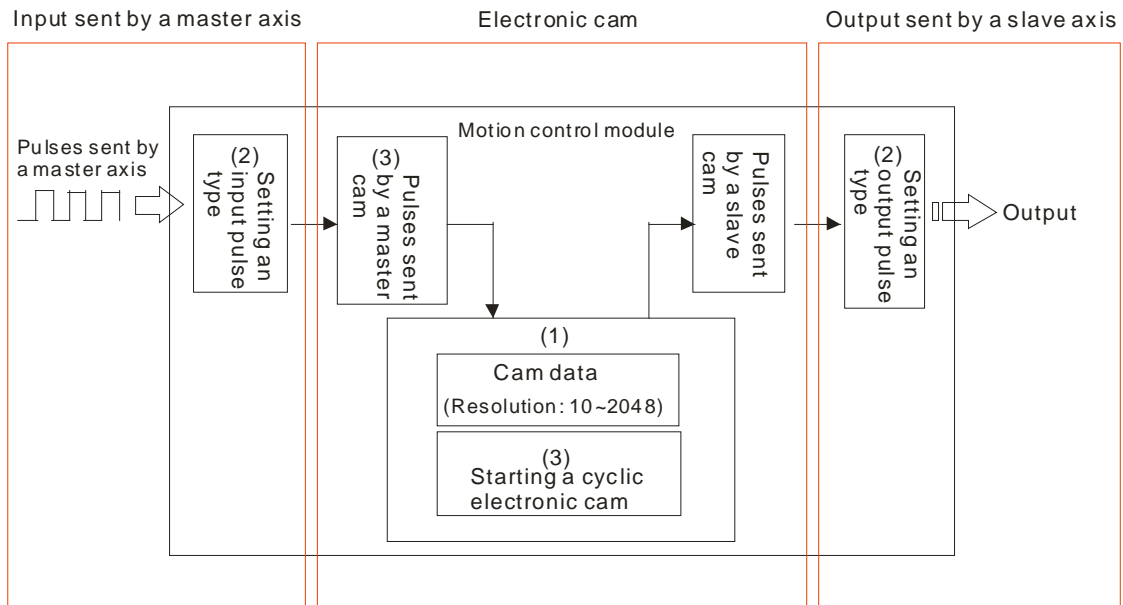 Input sent by a master axis
Electronic cam
Output sent by a slave axis
Motion control module
Pulses sent by
a master axis
(2)
Setting an
input pulse
type
(3)
Pulses sent
by a master
cam
Pulses sent
by a slave
cam
(2)
Setting an
output pulse
type
Output
(1)
Cam data
(Resolution: 10~2048)
(3)
Starting a cyclic
electronic cam